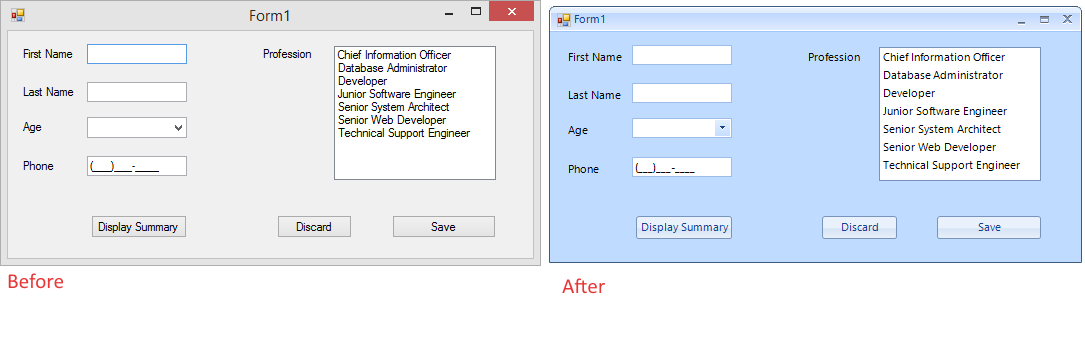 Form1
First Name
Profession
Chief Information Officer
Database Administrator
Developer
Junior Software Engineer
Senior System Architect
Senior Web Developer
Technical Support Engineer
Last Name
Age
Phone
(___)___-____
Display Summary
Discard
Save
Before
Form1
First Name
Profession
Chief Information Officer
Database Administrator
Developer
Junior Software Engineer
Senior System Architect
Senior Web Developer
Technical Support Engineer
Last Name
Age
Phone
(___)___-____
Display Summary
Discard
Save
After